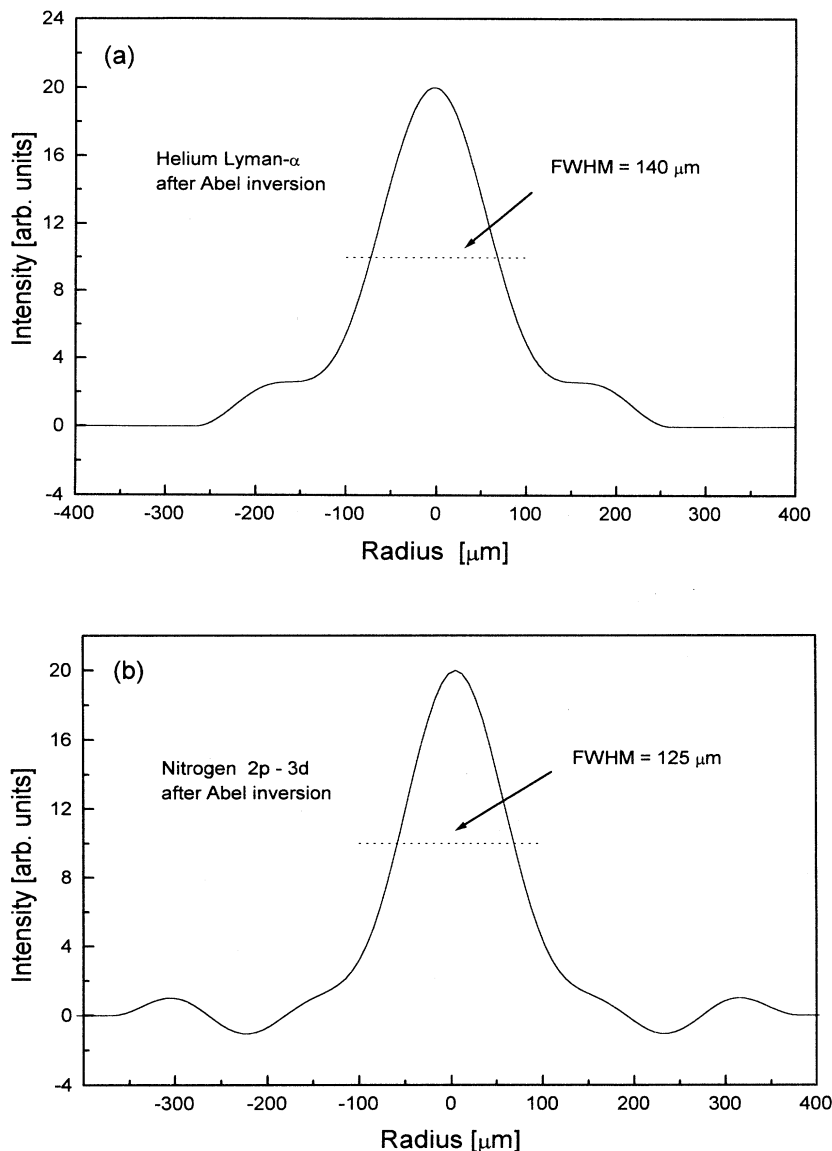 (a)
24
20
16
12
8
4
0
-4
Intensity [arb. units]
Helium Lyman-α
after Abel inversion
FWHM = 140 μm
-400 -300 -200 -100 0 100 200 300 400
Radius [μm]
(b)
20
16
12
8
4
0
-4
Intensity [arb. units]
Nitrogen 2p - 3d
after Abel inversion
FWHM = 125 μm
-300 -200 -100 0 100 200 300 400
Radius [μm]